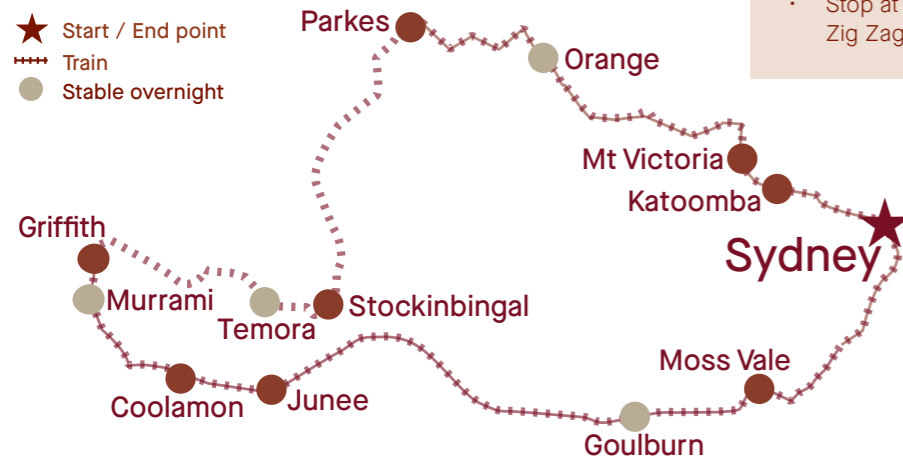 Start / End point
Train
Stable overnight
Stop at
Zig Zag
Parkes
Orange
Mt Victoria
Katoomba
Sydney
Griffith
Murrami
Temora
Stockinbingal
Coolamon
Junee
Moss Vale
Goulburn